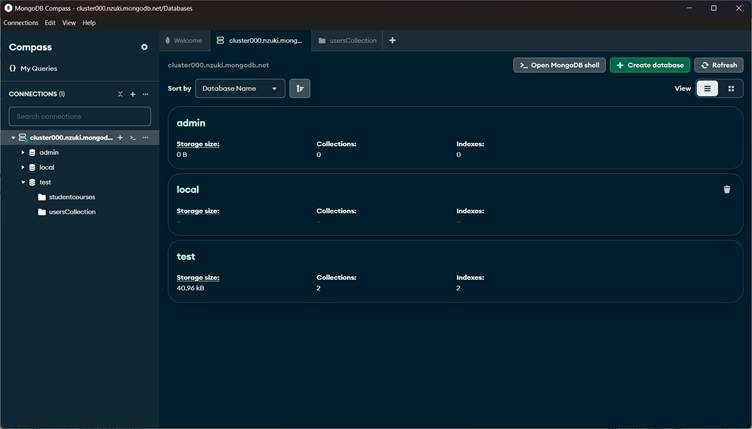 MongoDB Compass - cluster000.nzuki.mongodb.net/Databases
Connections Edit View Help
Compass
{} My Queries
CONNECTIONS (1)
Search connections
cluster000.nzuki.mongod...
admin
local
test
studentcourses
usersCollection
Welcome
cluster000.nzuki.mong...
usersCollection
cluster000.nzuki.mongodb.net
>_ Open MongoDB shell
+ Create database
Refresh
Sort by Database Name
View
admin
Storage size: Collections: Indexes:
0 B 0 0
local
Storage size: Collections: Indexes:
- - -
test
Storage size: Collections: Indexes:
40.96 kB 2 2